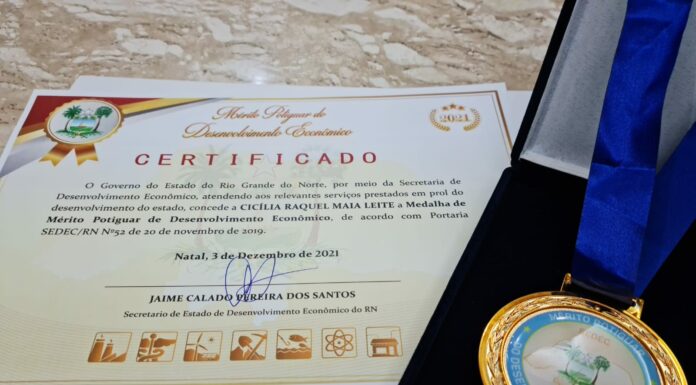 Mérito Potiguar do
Desenvolvimento Econômico
2021
CERTIFICADO
O Governo do Estado do Rio Grande do Norte, por meio da Secretaria de
Desenvolvimento Econômico, atendendo aos relevantes serviços prestados em prol do
desenvolvimento do estado, concede a CICÍLIA RAQUEL MAIA LEITE a Medalha de
Mérito Potiguar de Desenvolvimento Econômico, de acordo com Portaria
SEDEC/RN Nº52 de 20 de novembro de 2019.
Natal, 3 de Dezembro de 2021
JAIME CALADO PEREIRA DOS SANTOS
Secretario de Estado de Desenvolvimento Econômico do RN
MÉRITO POTIGUAR
SEDEC
DO DESE